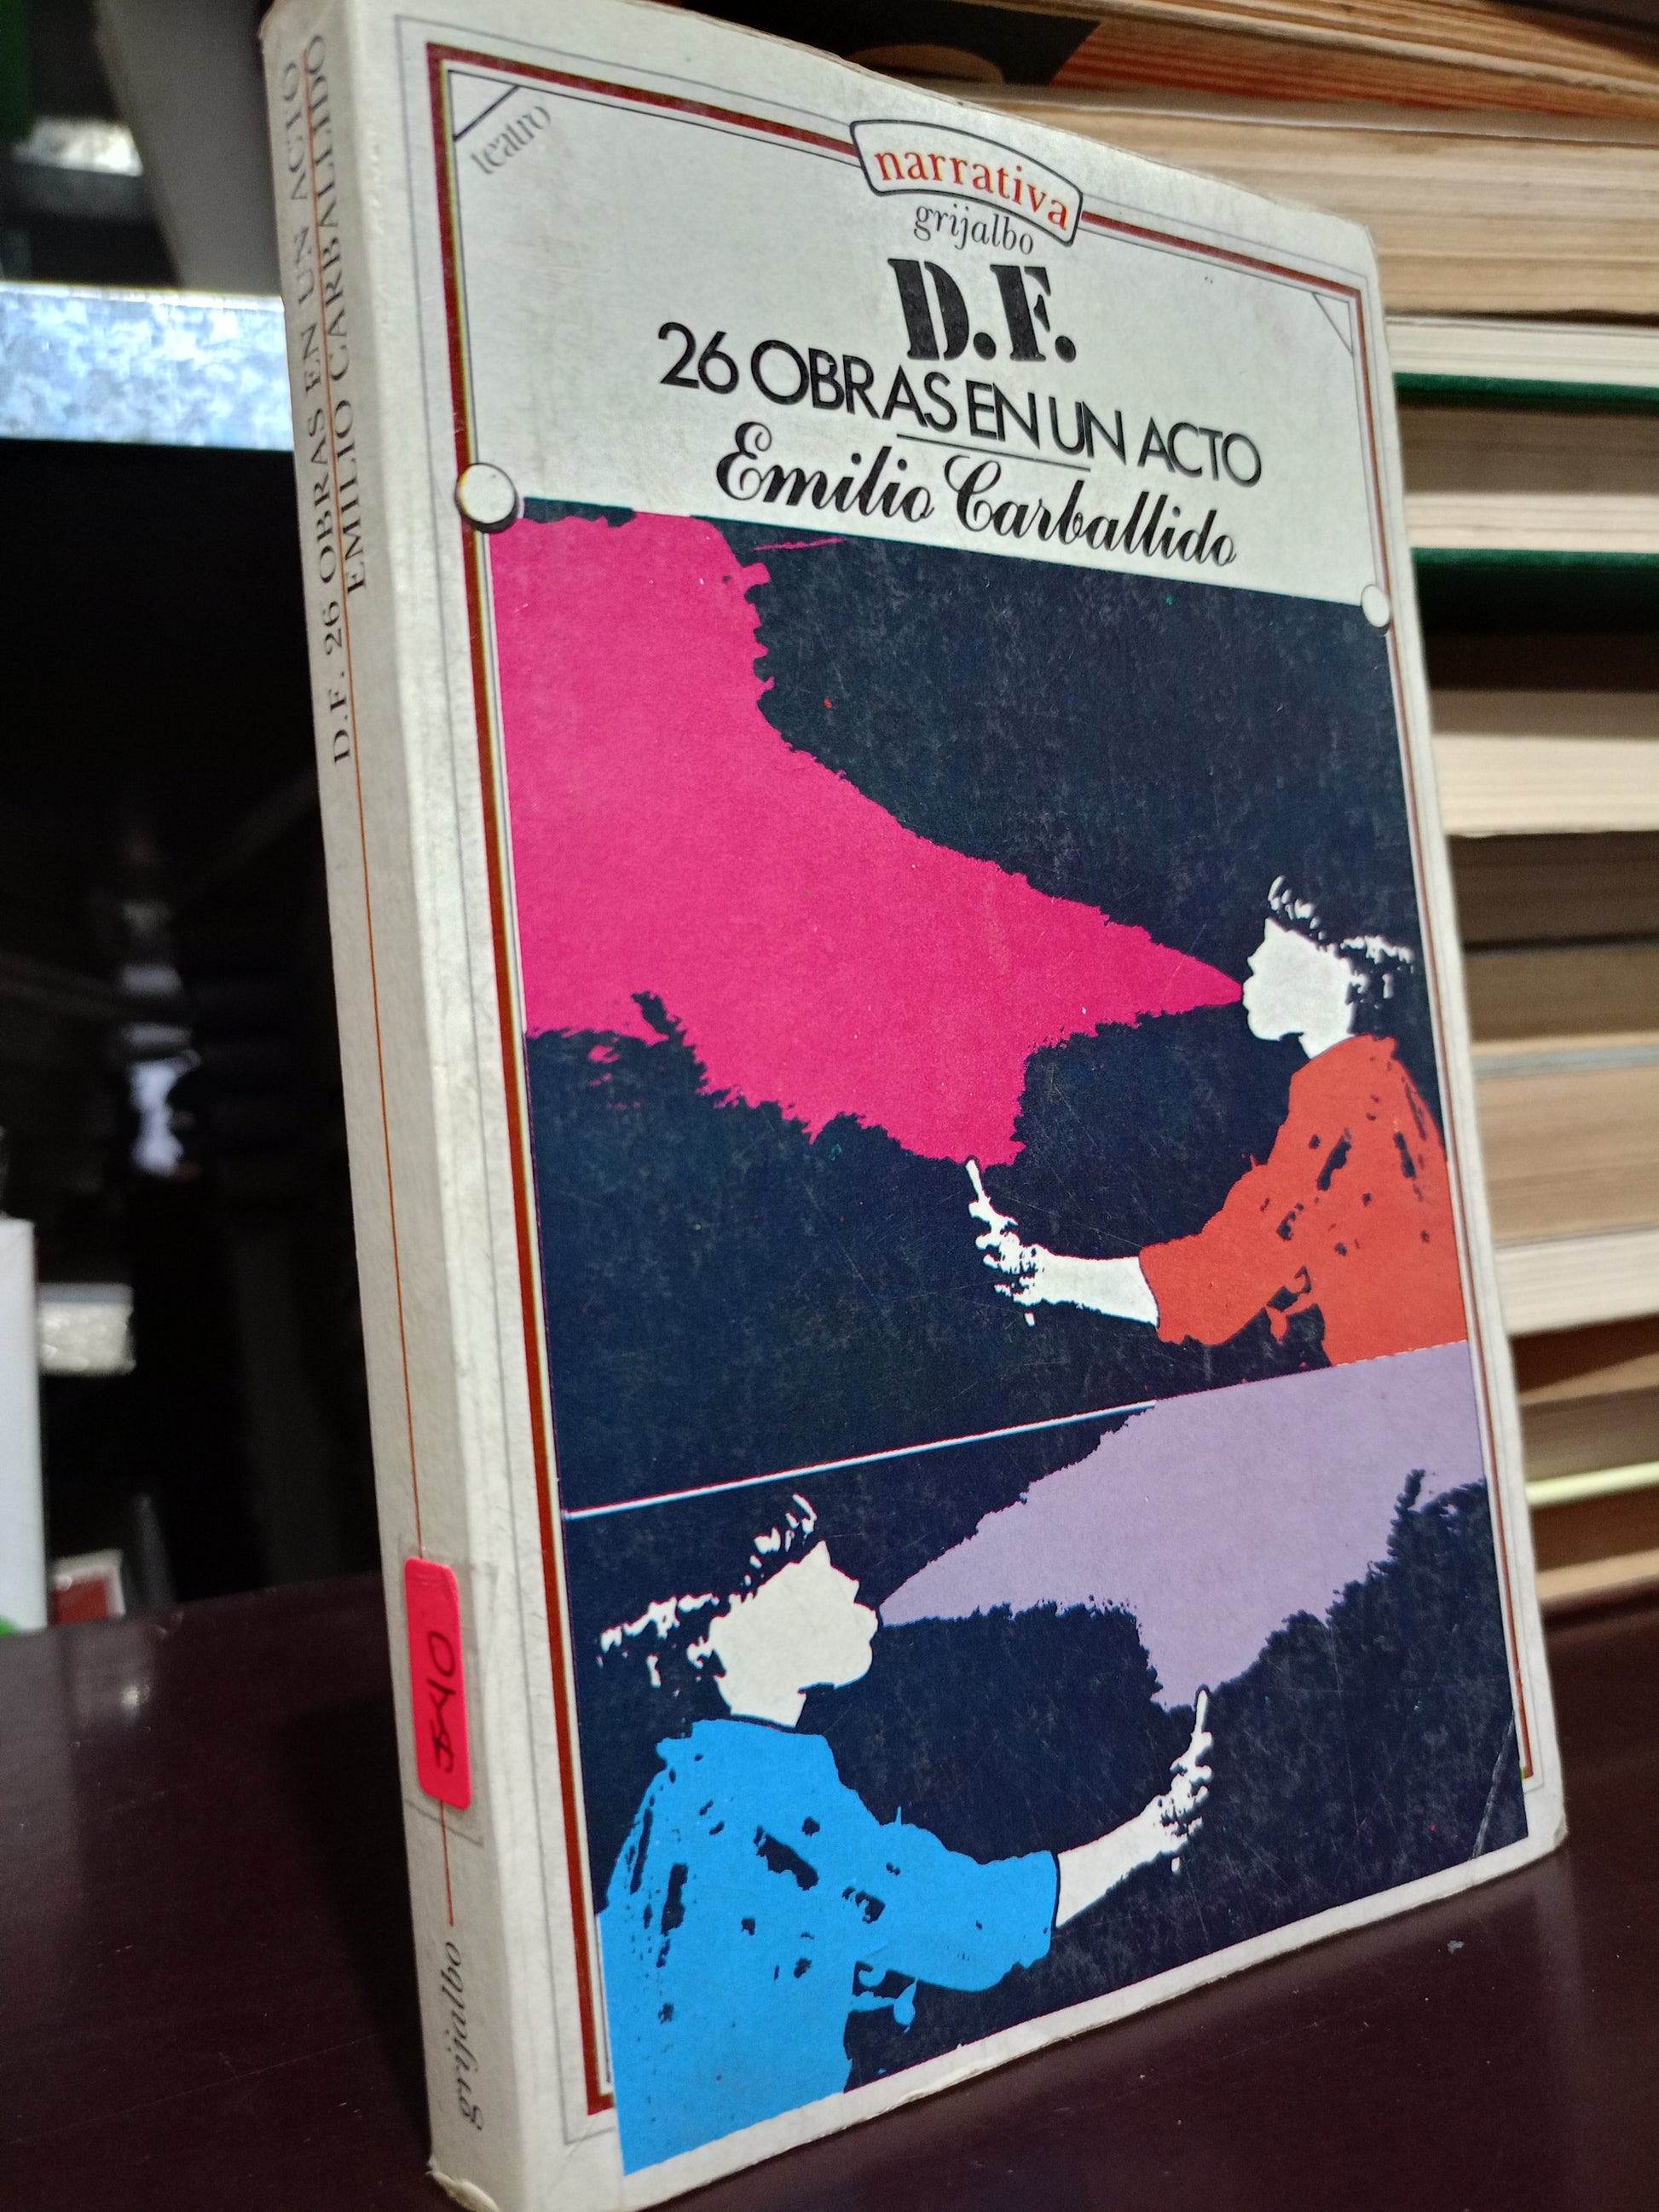 teatro
narrativa
grijalbo
D.F.
26 OBRAS EN UN ACTO
Emilio Carballido
D.F. 26 OBRAS EN UN ACTO
EMILIO CARBALLIDO
grijalbo